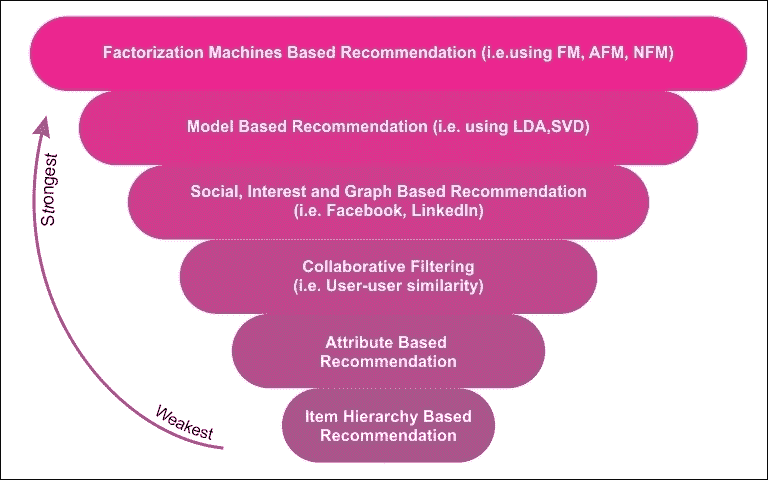 Factorization Machines Based Recommendation (i.e.using FM, AFM, NFM)
Model Based Recommendation (i.e. using LDA,SVD)
Social, Interest and Graph Based Recommendation
(i.e. Facebook, LinkedIn)
Collaborative Filtering
(i.e. User-user similarity)
Attribute Based
Recommendation
Item Hierarchy Based
Recommendation
Strongest
Weakest